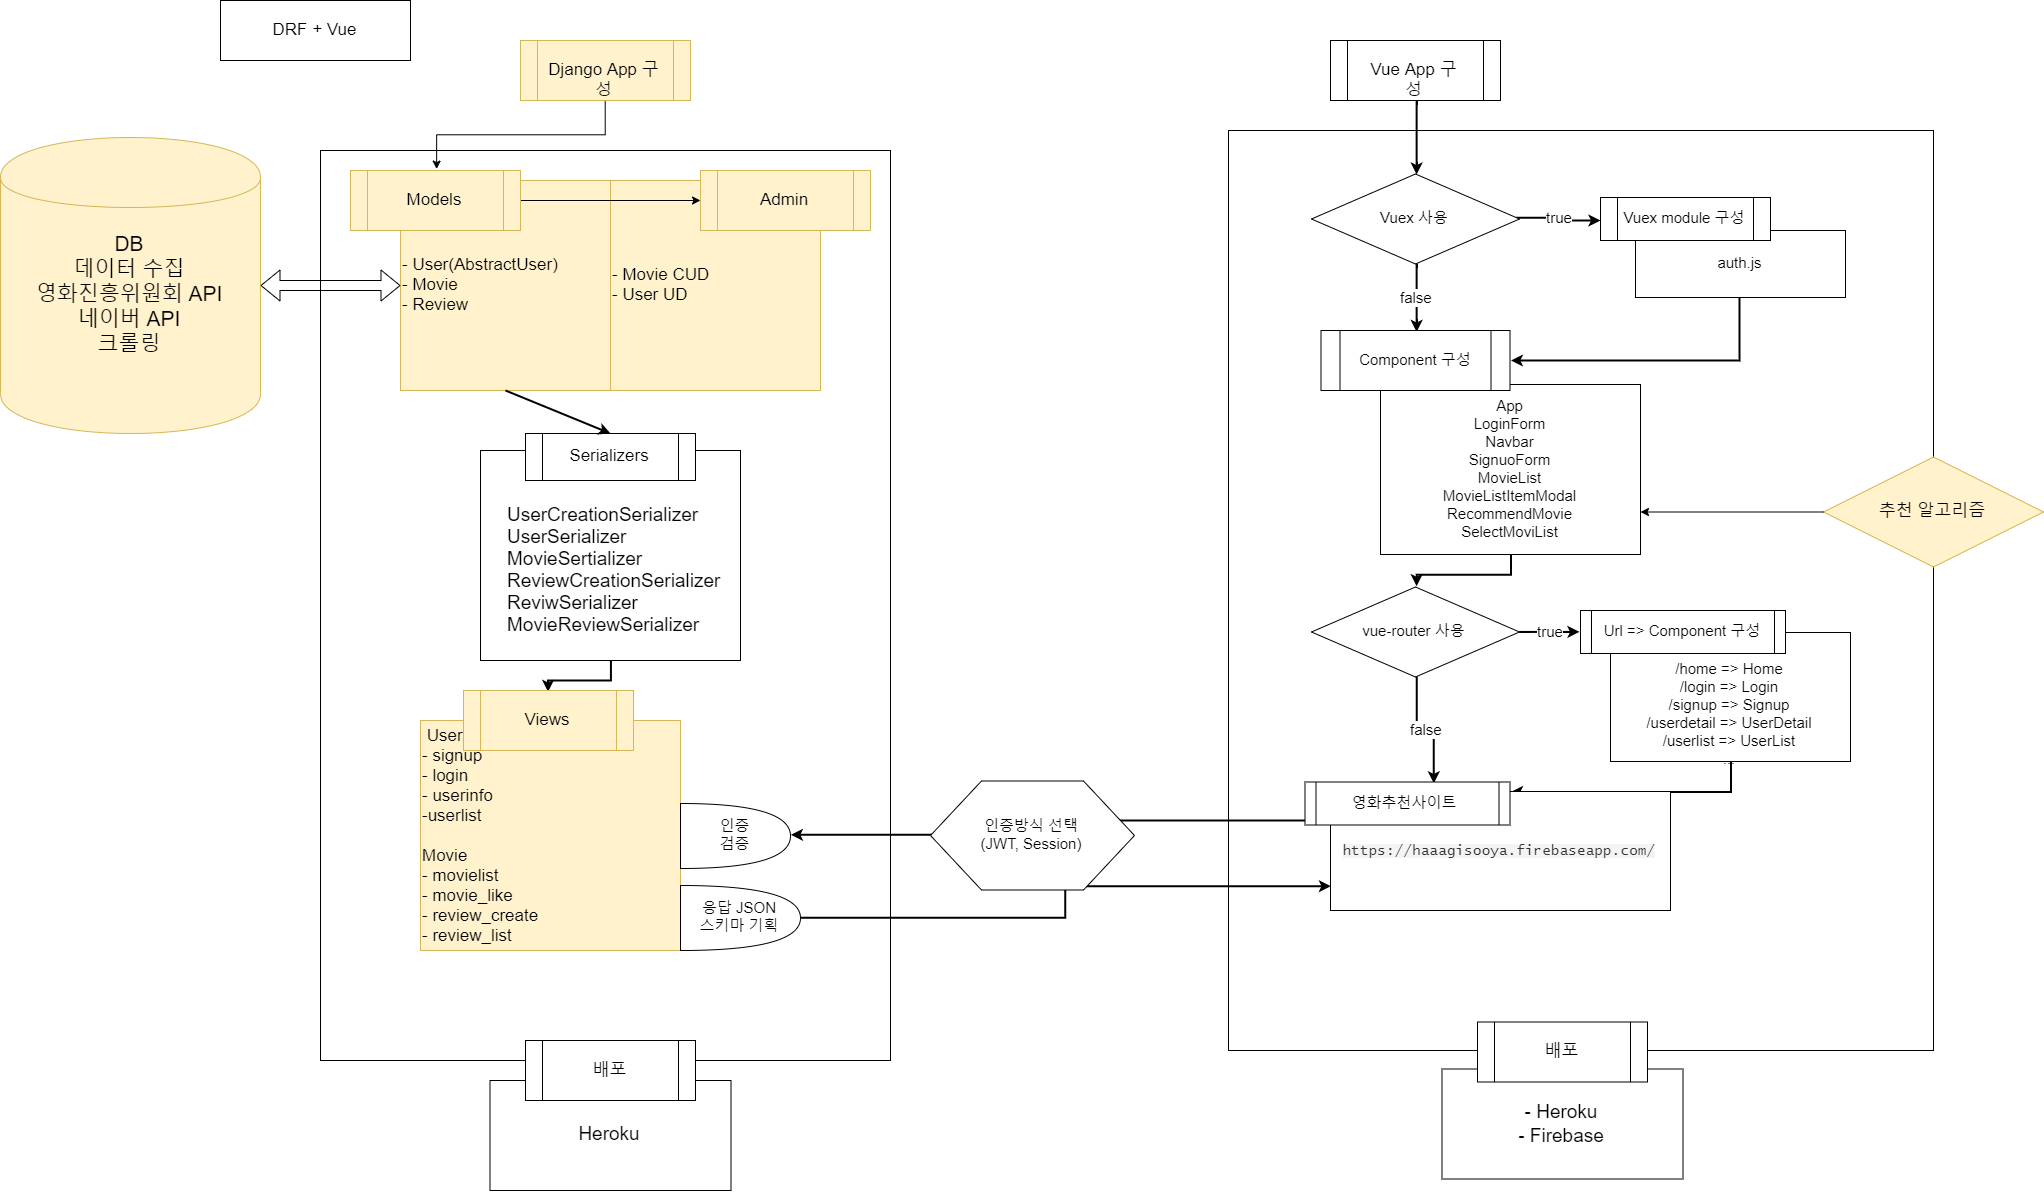 DRF + Vue
Django App 구
성
Vue App 구
성
DB
데이터 수집
영화진흥위원회 API
네이버 API
크롤링
Models
Admin
- User(AbstractUser)
- Movie
- Review
- Movie CUD
- User UD
Serializers
UserCreationSerializer
UserSerializer
MovieSertializer
ReviewCreationSerializer
ReviwSerializer
MovieReviewSerializer
Views
User
- signup
- login
- userinfo
-userlist
Movie
- movielist
- movie_like
- review_create
- review_list
인증
검증
응답 JSON
스키마 기획
배포
Heroku
인증방식 선택
(JWT, Session)
Vuex 사용
true
Vuex module 구성
auth.js
false
Component 구성
App
LoginForm
Navbar
SignuoForm
MovieList
MovieListItemModal
RecommendMovie
SelectMoviList
추천 알고리즘
vue-router 사용
true
Url => Component 구성
/home => Home
/login => Login
/signup => Signup
/userdetail => UserDetail
/userlist => UserList
...
false
영화추천사이트
https://haaagisooya.firebaseapp.com/
배포
- Heroku
- Firebase